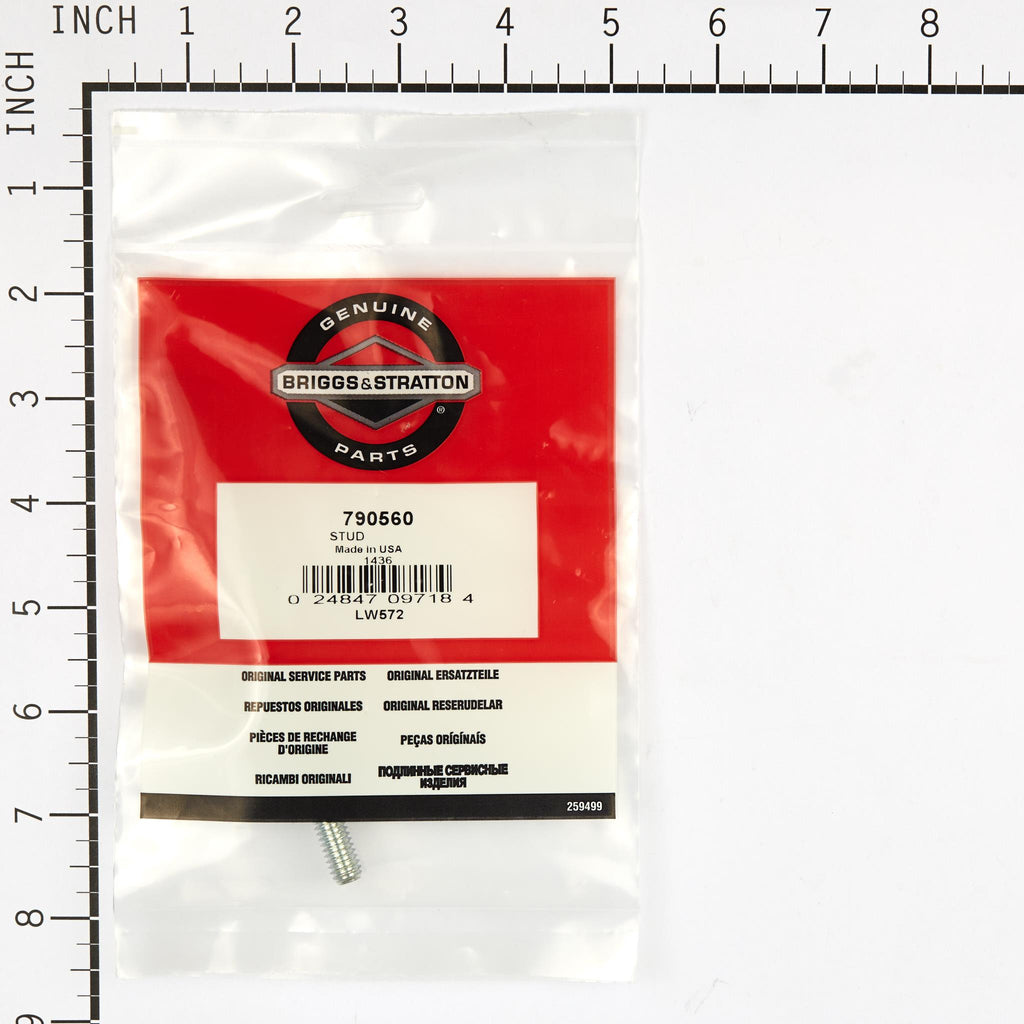 INCH 1 2 3 4 5 6 7 8
INCH
1
2
3
4
5
6
7
8
9
GENUINE
BRIGGS&STRATTON
®
PARTS
790560
STUD
Made in USA
1436
0 24847 09718 4
LW572
ORIGINAL SERVICE PARTS
ORIGINAL ERSATZTEILE
REPUESTOS ORIGINALES
ORIGINAL RESERUDELAR
PIÈCES DE RECHANGE
D'ORIGINE
PEÇAS ORÍGÍNAÍS
RICAMBI ORIGINALI
ПОДЛИННЫЕ СЕРВИСНЫЕ
ИЗДЕЛИЯ
259499